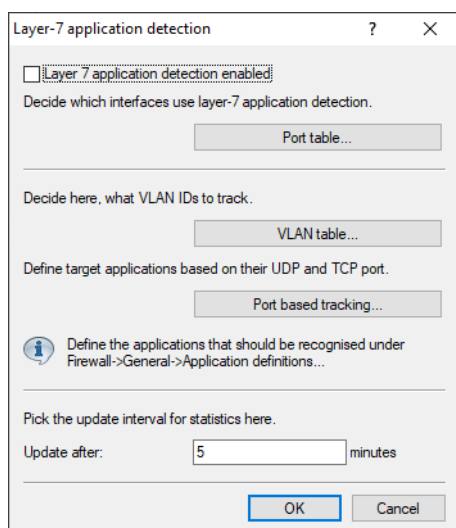 Layer-7 application detection ? ✕
Layer 7 application detection enabled
Decide which interfaces use layer-7 application detection.
Port table...
Decide here, what VLAN IDs to track.
VLAN table...
Define target applications based on their UDP and TCP port.
Port based tracking...
Define the applications that should be recognised under
Firewall->General->Application definitions...
Pick the update interval for statistics here.
Update after: 5 minutes
OK Cancel